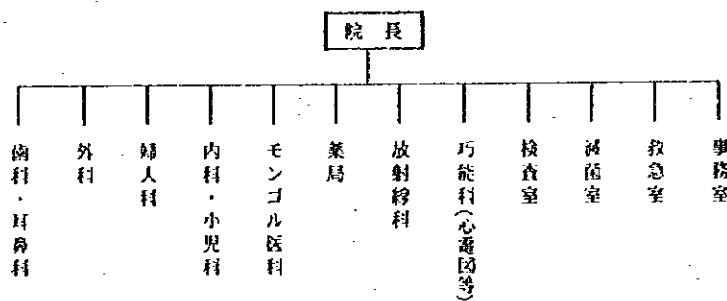 院長
歯科・耳鼻科
外科
婦人科
内科・小児科
モンゴル医科
薬局
放射線科
巧能科(心電図等)
検査室
滅菌室
救急室
事務室